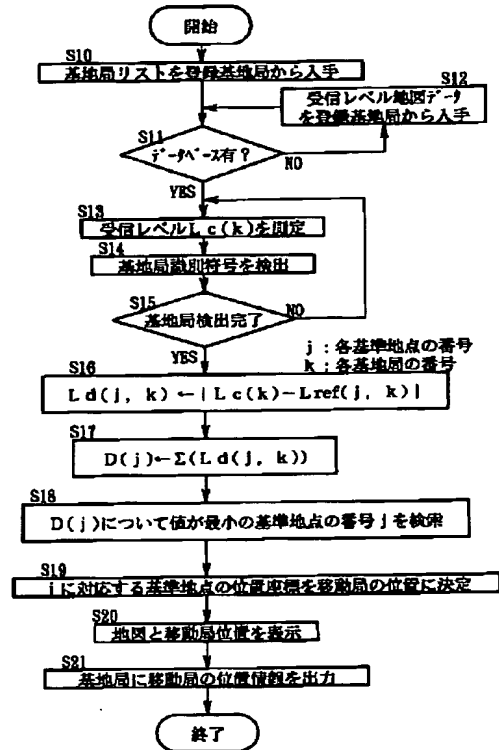 開始
S10
基地局リストを登録基地局から入手
S12
受信レベル地図データ
を登録基地局から入手
S11
データベース有?
NO
YES
S13
受信レベルLc(k)を測定
S14
基地局識別符号を検出
S15
基地局検出完了
NO
YES
j:各基準地点の番号
k:各基地局の番号
S16
Ld(j, k) ←|Lc(k)−Lref(j, k)|
S17
D(j)←Σ(Ld(j, k))
S18
D(j)について値が最小の基準地点の番号jを検索
S19
jに対応する基準地点の位置座標を移動局の位置に決定
S20
地図と移動局位置を表示
S21
基地局に移動局の位置情報を出力
終了